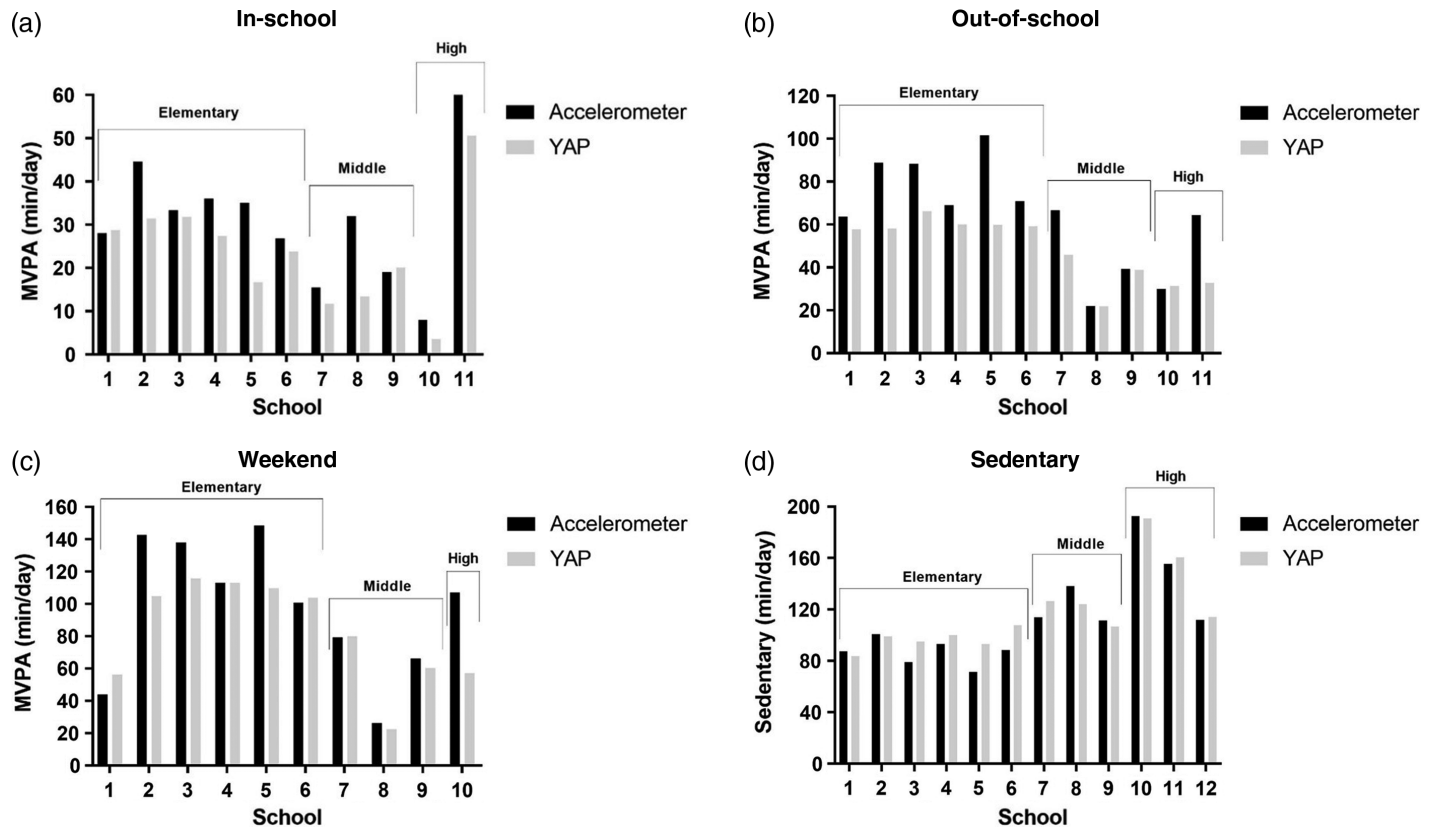 (a) In-school
High
Elementary
Middle
Accelerometer
YAP
MVPA (min/day)
60
50
40
30
20
10
0
1 2 3 4 5 6 7 8 9 10 11
School
(b) Out-of-school
Elementary
Middle
High
Accelerometer
YAP
MVPA (min/day)
120
100
80
60
40
20
0
1 2 3 4 5 6 7 8 9 10 11
School
(c) Weekend
Elementary
Middle
High
Accelerometer
YAP
MVPA (min/day)
160
140
120
100
80
60
40
20
0
1 2 3 4 5 6 7 8 9 10
School
(d) Sedentary
High
Middle
Elementary
Accelerometer
YAP
Sedentary (min/day)
200
160
120
80
40
0
1 2 3 4 5 6 7 8 9 10 11 12
School